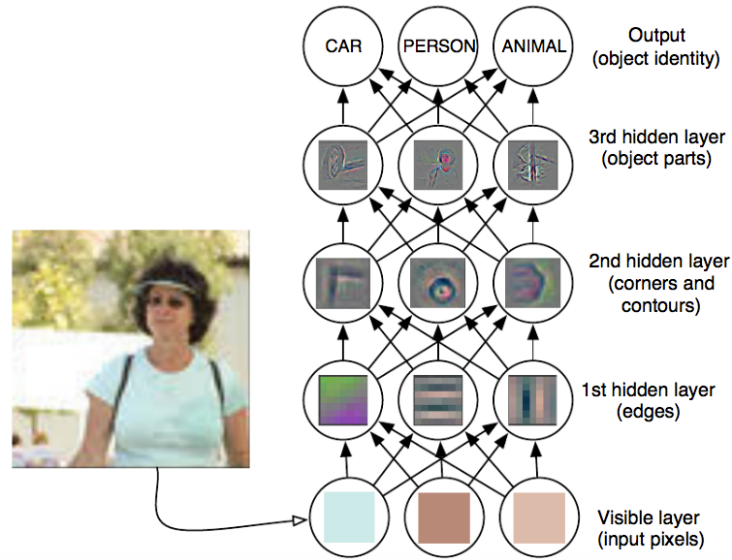 CAR
PERSON
ANIMAL
Output
(object identity)
3rd hidden layer
(object parts)
2nd hidden layer
(corners and
contours)
1st hidden layer
(edges)
Visible layer
(input pixels)